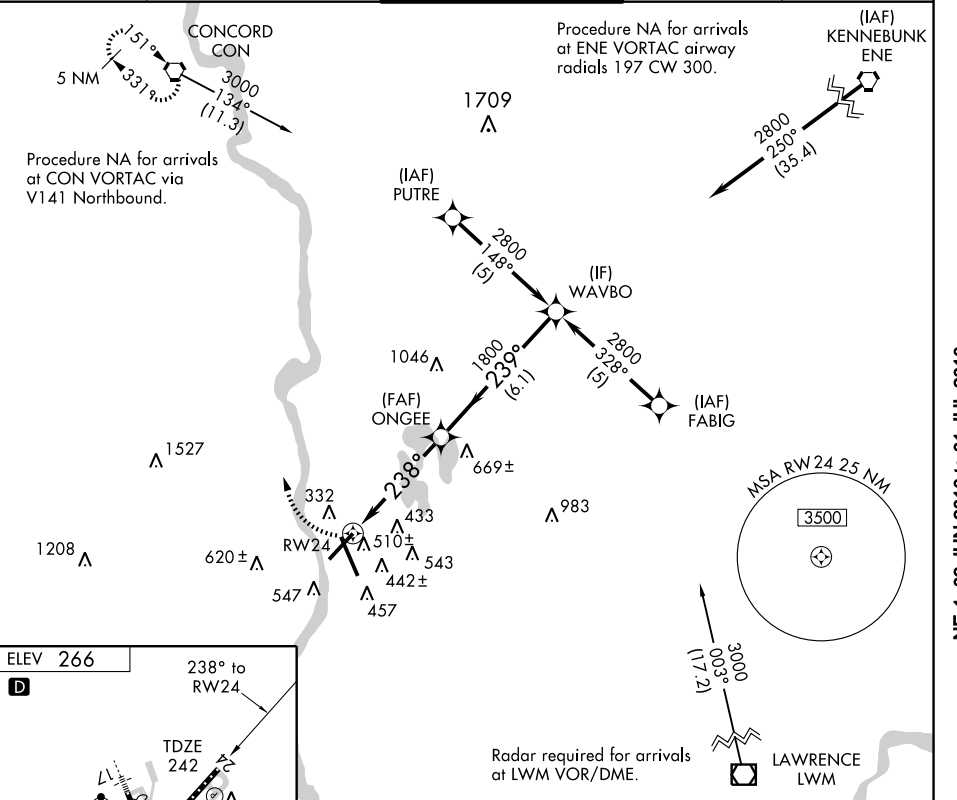 CONCORD
CON
151°
331°
5 NM
3000
134°
(11.3)
Procedure NA for arrivals
at CON VORTAC via
V141 Northbound.
Procedure NA for arrivals
at ENE VORTAC airway
radials 197 CW 300.
(IAF)
KENNEBUNK
ENE
2800
250°
(35.4)
1709
(IAF)
PUTRE
2800
148°
(5)
(IF)
WAVBO
2800
328°
(5)
(IAF)
FABIG
1046
1800
239°
(6.1)
(FAF)
ONGEE
669±
238°
1527
332
433
983
RW24
510±
543
1208
620±
442±
547
457
MSA RW24 25 NM
3500
3000
003°
(17.2)
Radar required for arrivals
at LWM VOR/DME.
LAWRENCE
LWM
ELEV 266
D
238° to
RW24
TDZE
242
24
17